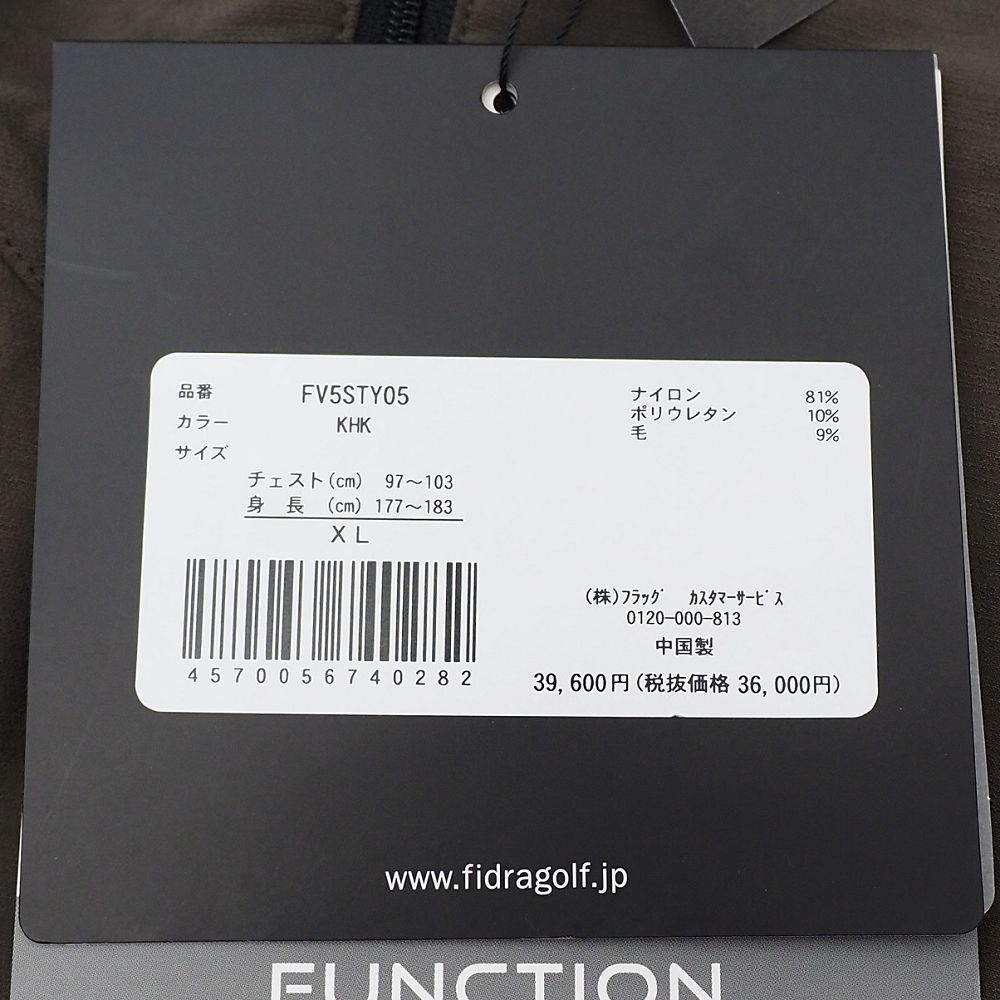 品番 FV5STY05
カラー KHK
サイズ
チェスト(cm) 97〜103
身 長 (cm) 177〜183
XL
4570056740282
ナイロン 81%
ポリウレタン 10%
毛 9%
(株)ﾌﾗｯｸﾞ ｶｽﾀﾏｰｻｰﾋﾞｽ
0120-000-813
中国製
39,600円(税抜価格 36,000円)
www.fidragolf.jp
FUNCTION